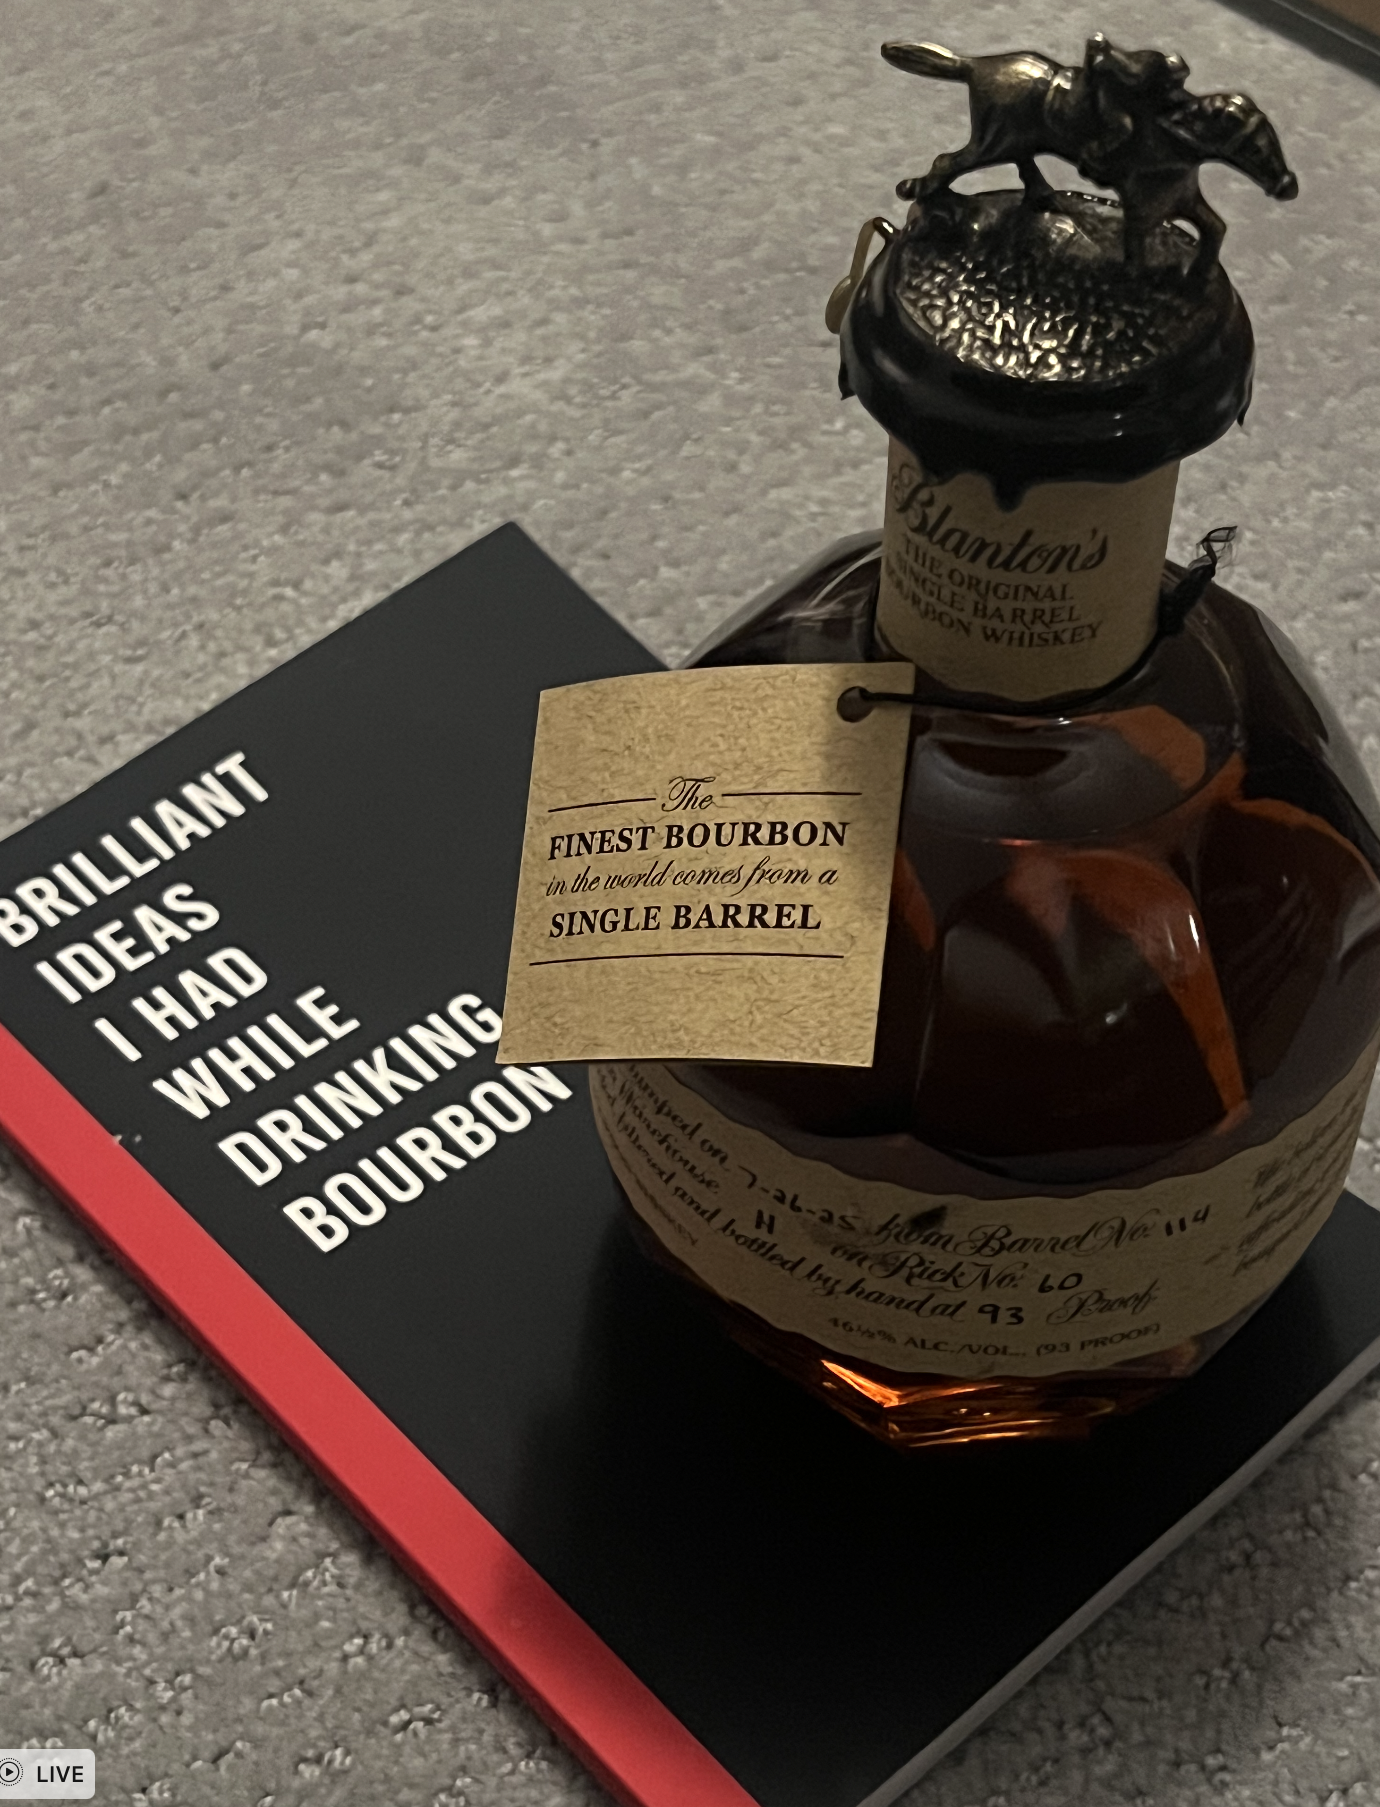 Blanton's
THE ORIGINAL
SINGLE BARREL
BOURBON WHISKEY
The
FINEST BOURBON
in the world comes from a
SINGLE BARREL
BRILLIANT
IDEAS
I HAD
WHILE
DRINKING
BOURBON
on 7-26-25 from Barrel No. 114
Warehouse H on Rick No. 60
and bottled by hand at 93 Proof
46½% ALC./VOL. (93 PROOF)
LIVE